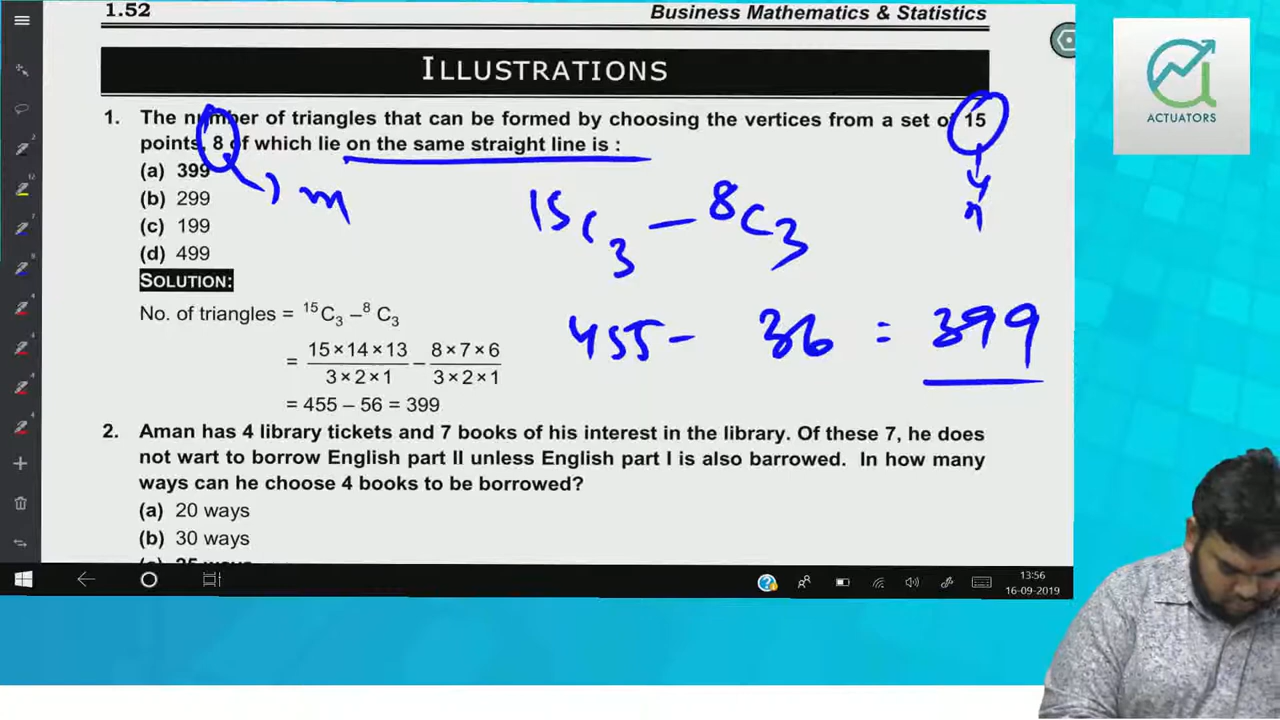 1.52 Business Mathematics & Statistics
ILLUSTRATIONS
1. The number of triangles that can be formed by choosing the vertices from a set of 15
points, 8 of which lie on the same straight line is :
(a) 399
(b) 299
(c) 199
(d) 499
m
n
15C3 – 8C3
SOLUTION:
No. of triangles = 15C3 –8 C3
= 15×14×13 / 3×2×1 – 8×7×6 / 3×2×1
= 455 – 56 = 399
455 – 36 = 399
2. Aman has 4 library tickets and 7 books of his interest in the library. Of these 7, he does
not wart to borrow English part II unless English part I is also barrowed. In how many
ways can he choose 4 books to be borrowed?
(a) 20 ways
(b) 30 ways
13:56
16-09-2019
ACTUATORS